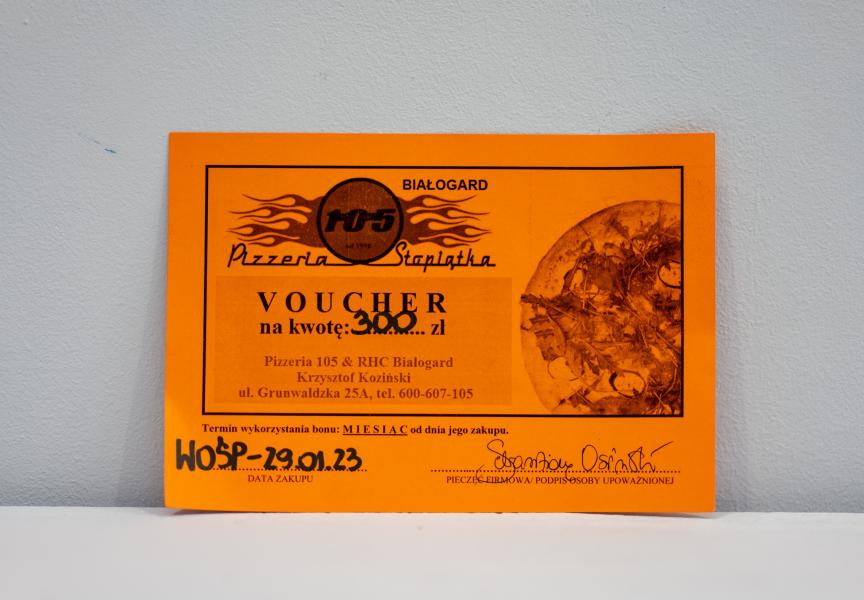 BIAŁOGARD
105
Pizzeria Stopiątka
VOUCHER
na kwotę: 300 zł
Pizzeria 105 & RHC Białogard
Krzysztof Koziński
ul. Grunwaldzka 25A, tel. 600-607-105
Termin wykorzystania bonu: MIESIĄC od dnia jego zakupu.
WOŚP-29.01.23
DATA ZAKUPU
PIECZĘĆ FIRMOWA/ PODPIS OSOBY UPOWAŻNIONEJ